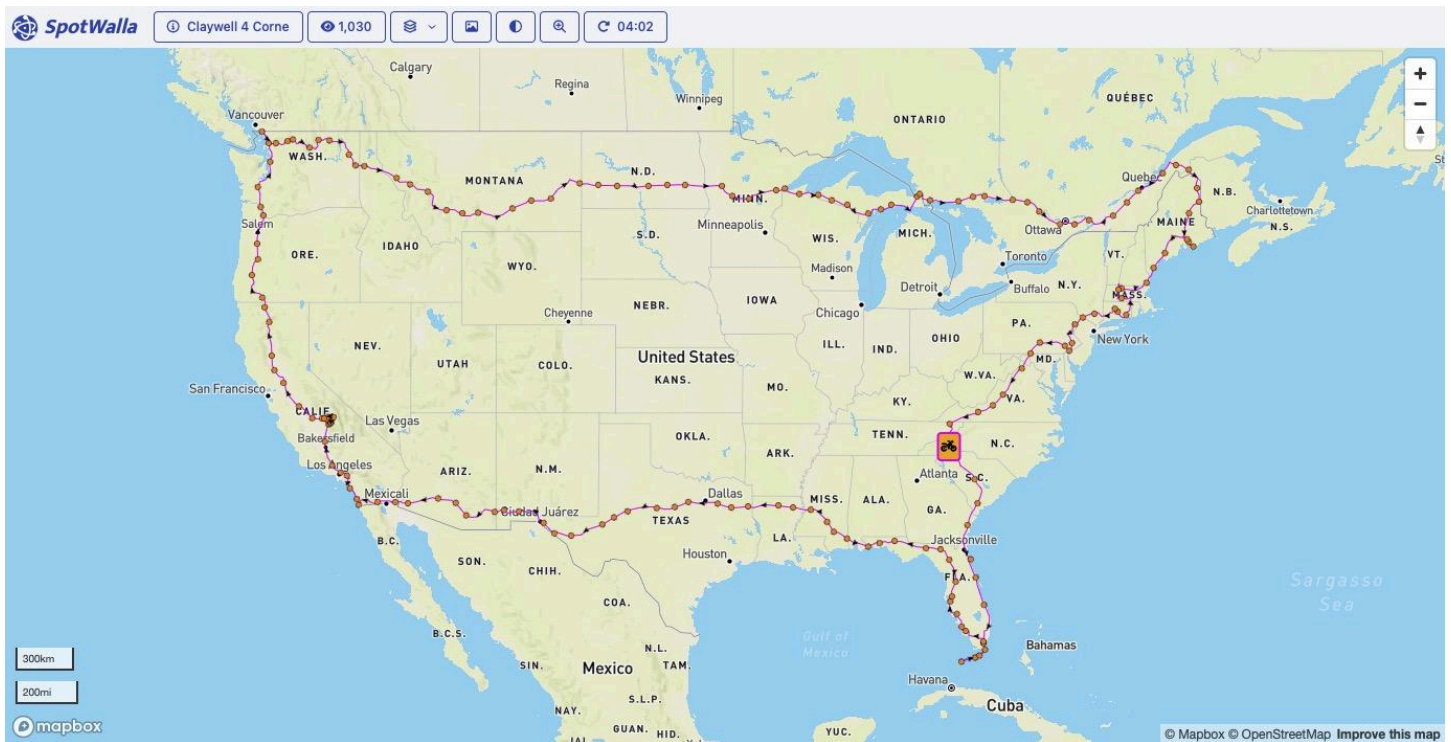 SpotWalla
Claywell 4 Corne
1,030
04:02
Calgary
Regina
Winnipeg
Vancouver
ONTARIO
QUÉBEC
St
WASH.
MONTANA
N.D.
MINN.
Quebec
N.B.
Charlottetown
N.S.
MAINE
Ottawa
Salem
ORE.
IDAHO
S.D.
Minneapolis
WIS.
MICH.
Toronto
VT.
WYO.
Madison
Detroit
Buffalo
N.Y.
MASS.
NEBR.
IOWA
Chicago
Cheyenne
New York
NEV.
UTAH
COLO.
United States
KANS.
ILL.
IND.
OHIO
PA.
MD.
MO.
W.VA.
VA.
KY.
San Francisco
CALIF.
Las Vegas
Bakersfield
OKLA.
ARK.
TENN.
N.C.
Los Angeles
ARIZ.
N.M.
Atlanta
S.C.
Mexicali
Ciudad Juárez
Dallas
TEXAS
MISS.
ALA.
GA.
LA.
Jacksonville
B.C.
SON.
CHIH.
Houston
FLA.
COA.
Sargasso
Sea
B.C.S.
Gulf of
Mexico
N.L.
TAM.
SIN.
Mexico
Bahamas
Havana
Cuba
S.L.P.
NAY.
GUAN.
HID.
YUC.
300km
200mi
mapbox
© Mapbox © OpenStreetMap Improve this map